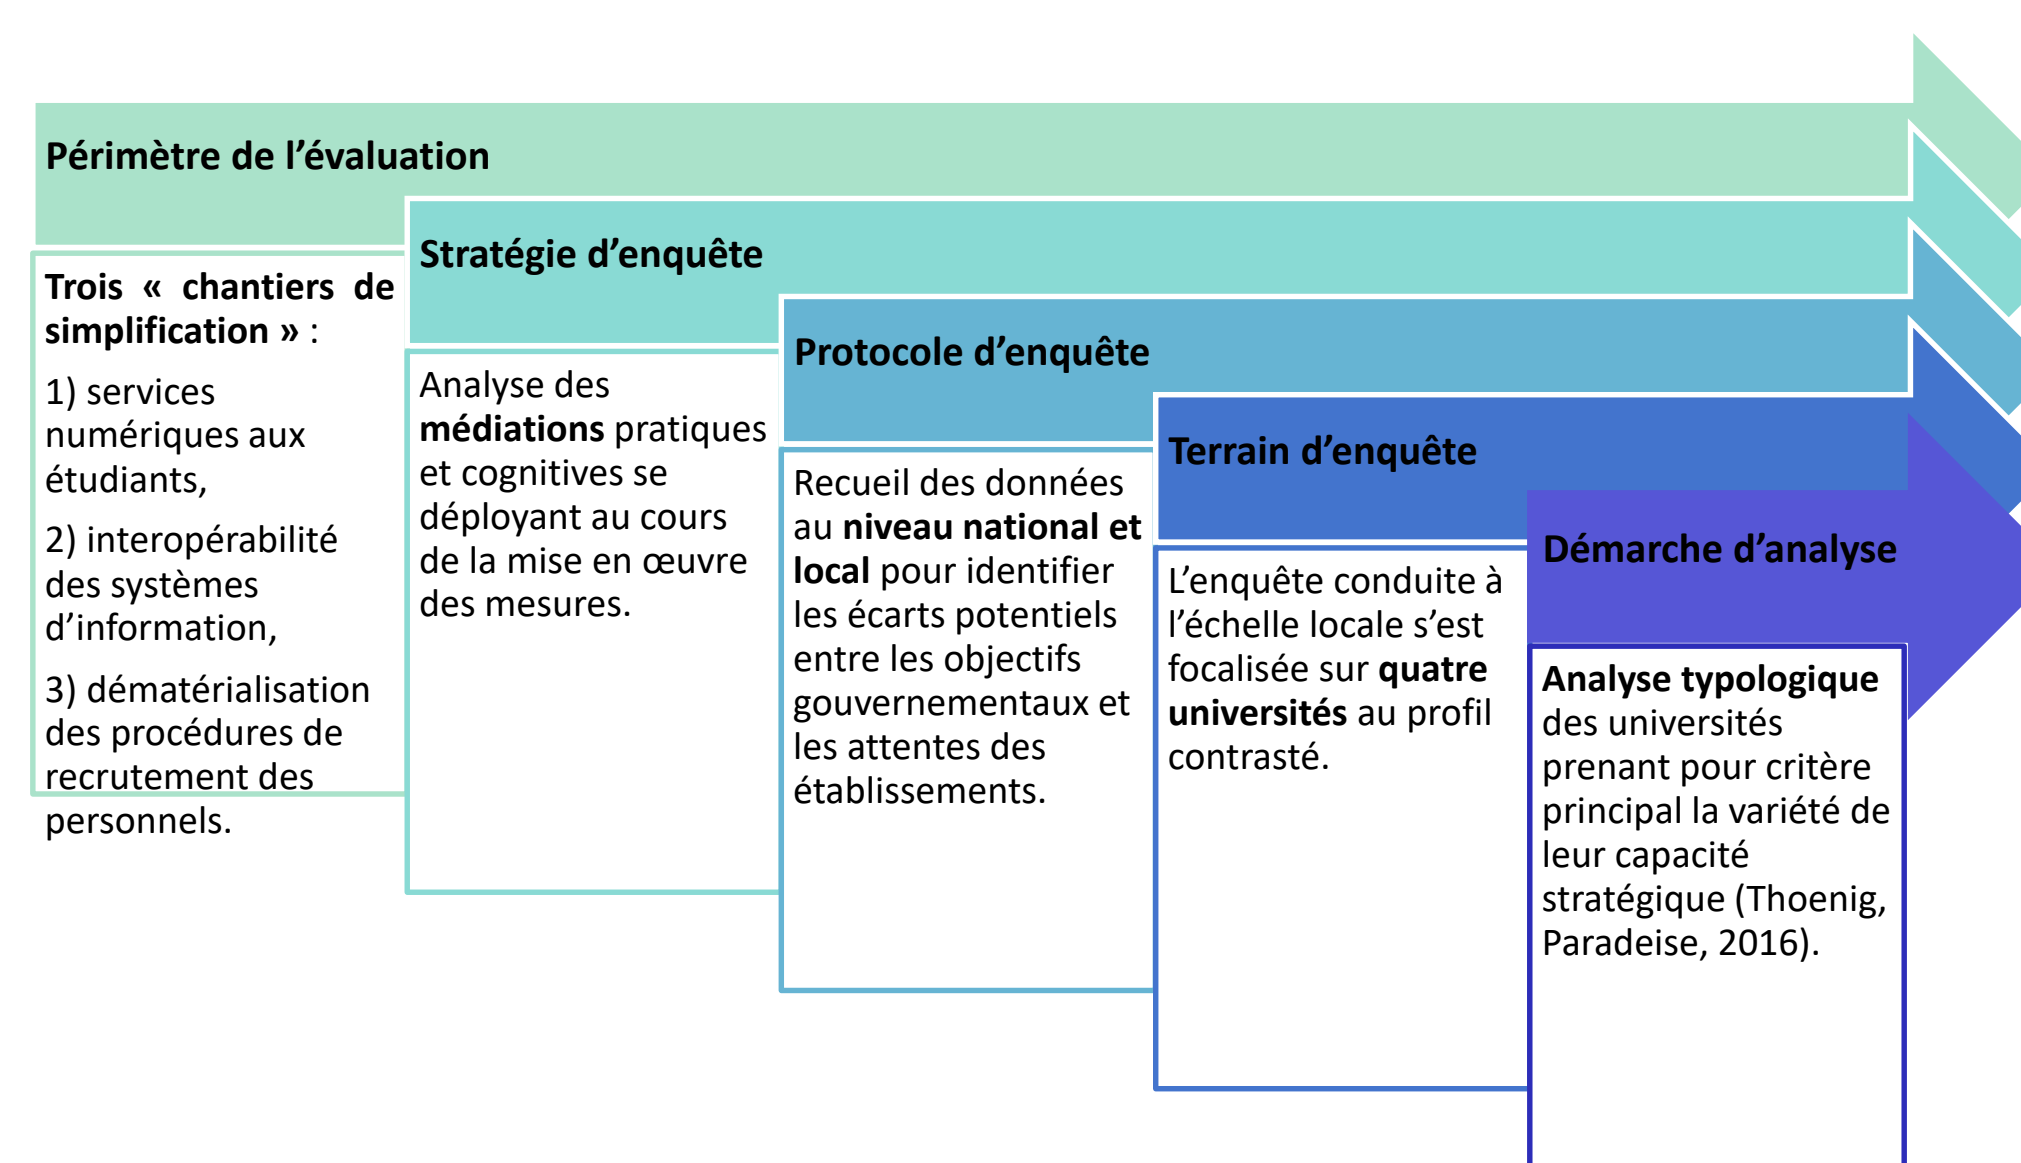 Périmètre de l’évaluation
Trois « chantiers de
simplification » :
1) services
numériques aux
étudiants,
2) interopérabilité
des systèmes
d’information,
3) dématérialisation
des procédures de
recrutement des
personnels.
Stratégie d’enquête
Analyse des
médiations pratiques
et cognitives se
déployant au cours
de la mise en œuvre
des mesures.
Protocole d’enquête
Recueil des données
au niveau national et
local pour identifier
les écarts potentiels
entre les objectifs
gouvernementaux et
les attentes des
établissements.
Terrain d’enquête
L’enquête conduite à
l’échelle locale s’est
focalisée sur quatre
universités au profil
contrasté.
Démarche d’analyse
Analyse typologique
des universités
prenant pour critère
principal la variété de
leur capacité
stratégique (Thoenig,
Paradeise, 2016).